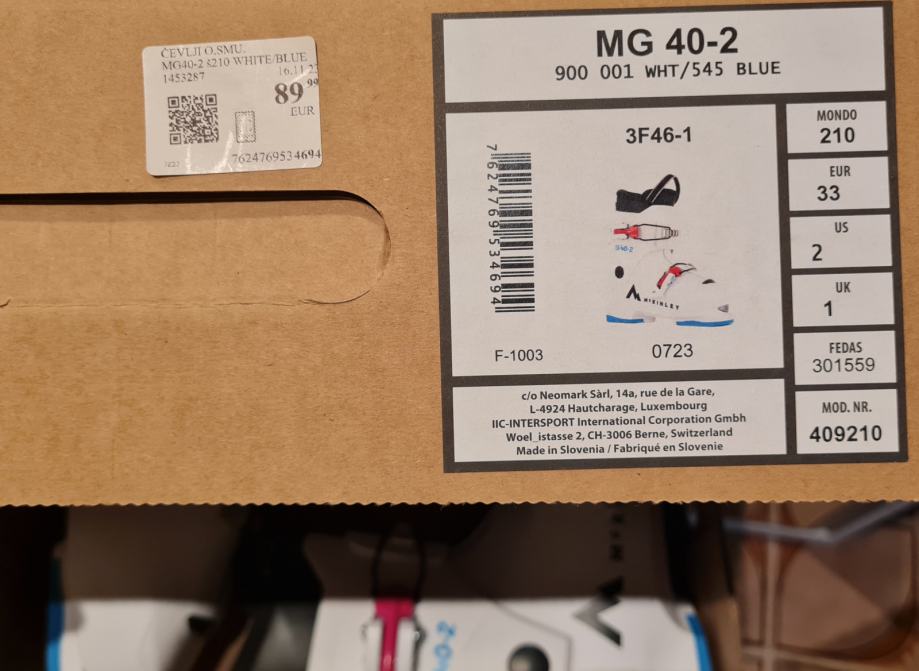 ČEVLJI O.SMU.
MG40-2 s210 WHITE/BLUE
1453287
16.11.23
89 99
EUR
7624769534694
MG 40-2
900 001 WHT/545 BLUE
3F46-1
7624769534694
MCKINLEY
F-1003
0723
MONDO
210
EUR
33
US
2
UK
1
FEDAS
301559
MOD. NR.
409210
c/o Neomark Sàrl, 14a, rue de la Gare,
L-4924 Hautcharage, Luxembourg
IIC-INTERSPORT International Corporation Gmbh
Woel_istasse 2, CH-3006 Berne, Switzerland
Made in Slovenia / Fabriqué en Slovenie